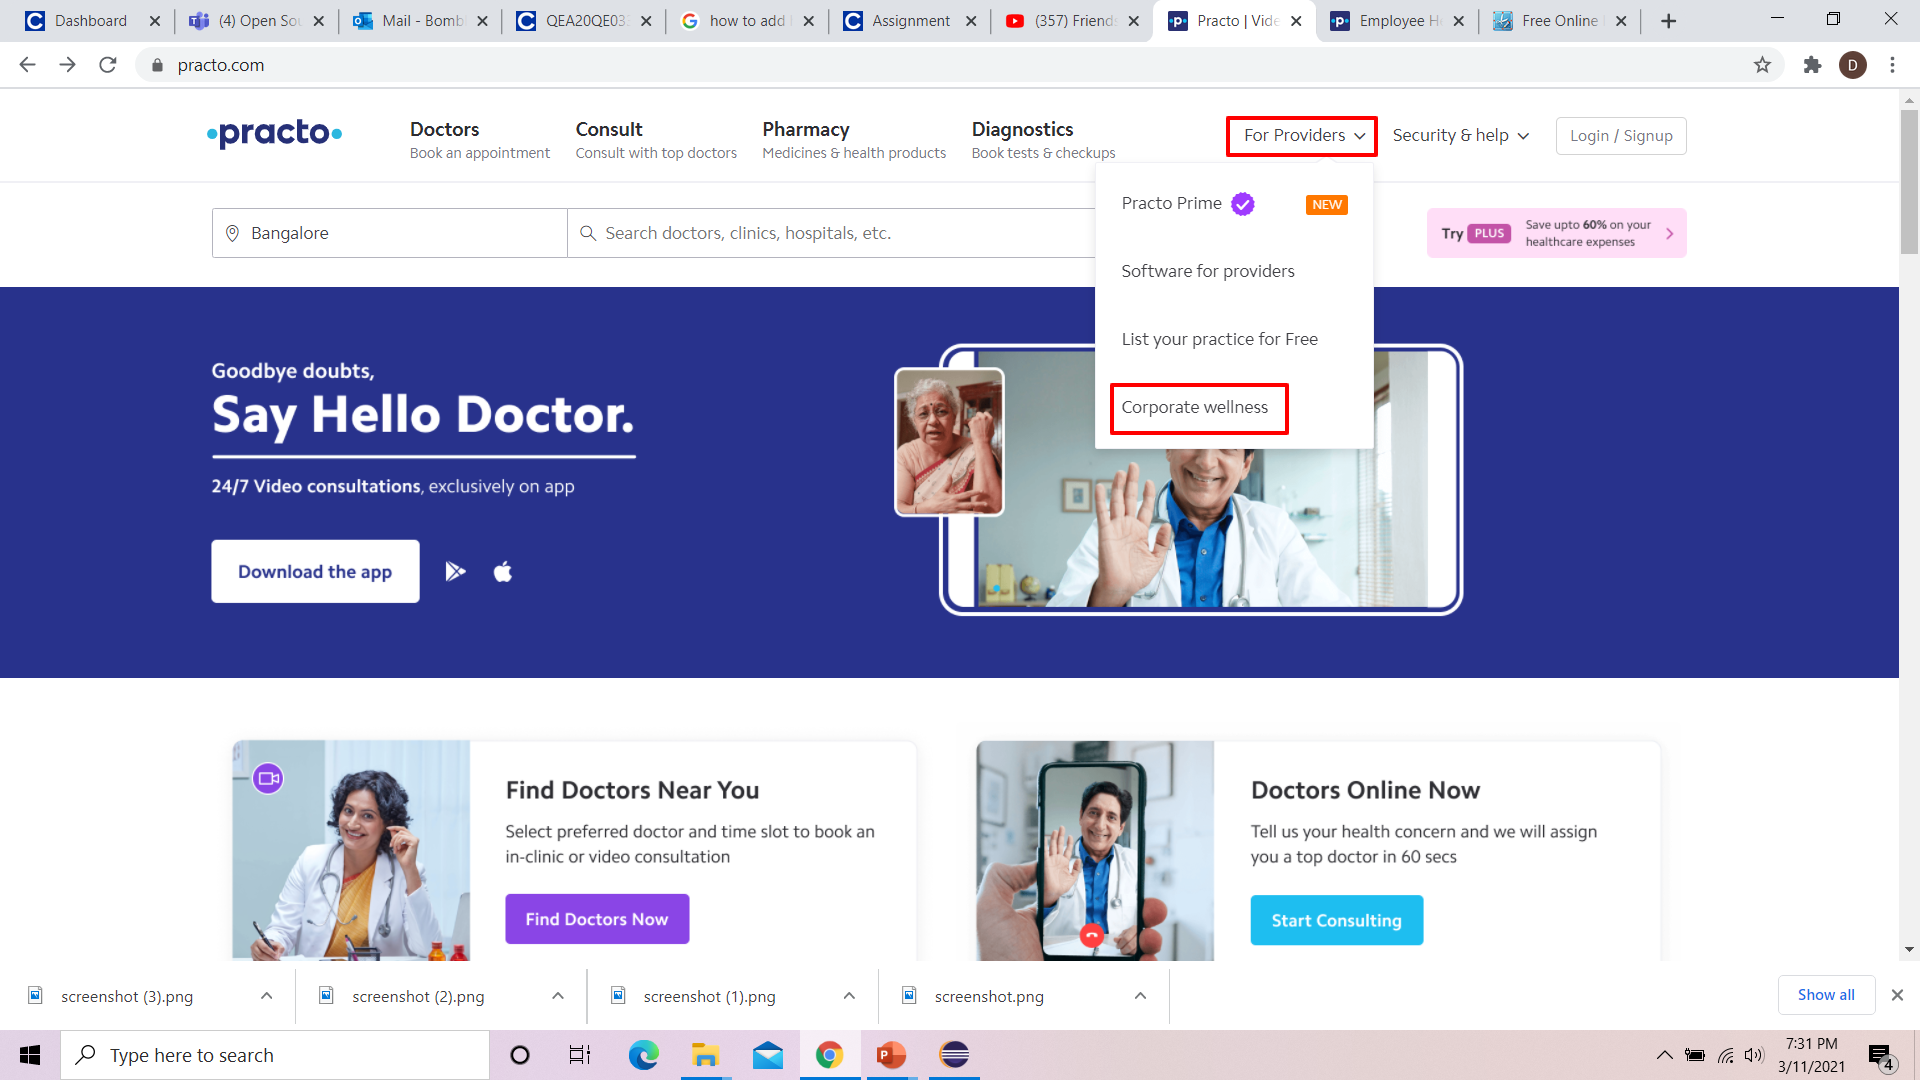 Dashboard
(4) Open Sou
Mail - Bomb
QEA20QE03
how to add
Assignment
(357) Friend
Practo | Vide
Employee H
Free Online
practo.com
D
practo
Doctors
Book an appointment
Consult
Consult with top doctors
Pharmacy
Medicines & health products
Diagnostics
Book tests & checkups
For Providers
Security & help
Login / Signup
Practo Prime
NEW
Software for providers
List your practice for Free
Corporate wellness
Bangalore
Search doctors, clinics, hospitals, etc.
Try PLUS
Save upto 60% on your
healthcare expenses
Goodbye doubts,
Say Hello Doctor.
24/7 Video consultations, exclusively on app
Download the app
Find Doctors Near You
Select preferred doctor and time slot to book an
in-clinic or video consultation
Find Doctors Now
Doctors Online Now
Tell us your health concern and we will assign
you a top doctor in 60 secs
Start Consulting
screenshot (3).png
screenshot (2).png
screenshot (1).png
screenshot.png
Show all
Type here to search
7:31 PM
3/11/2021
4